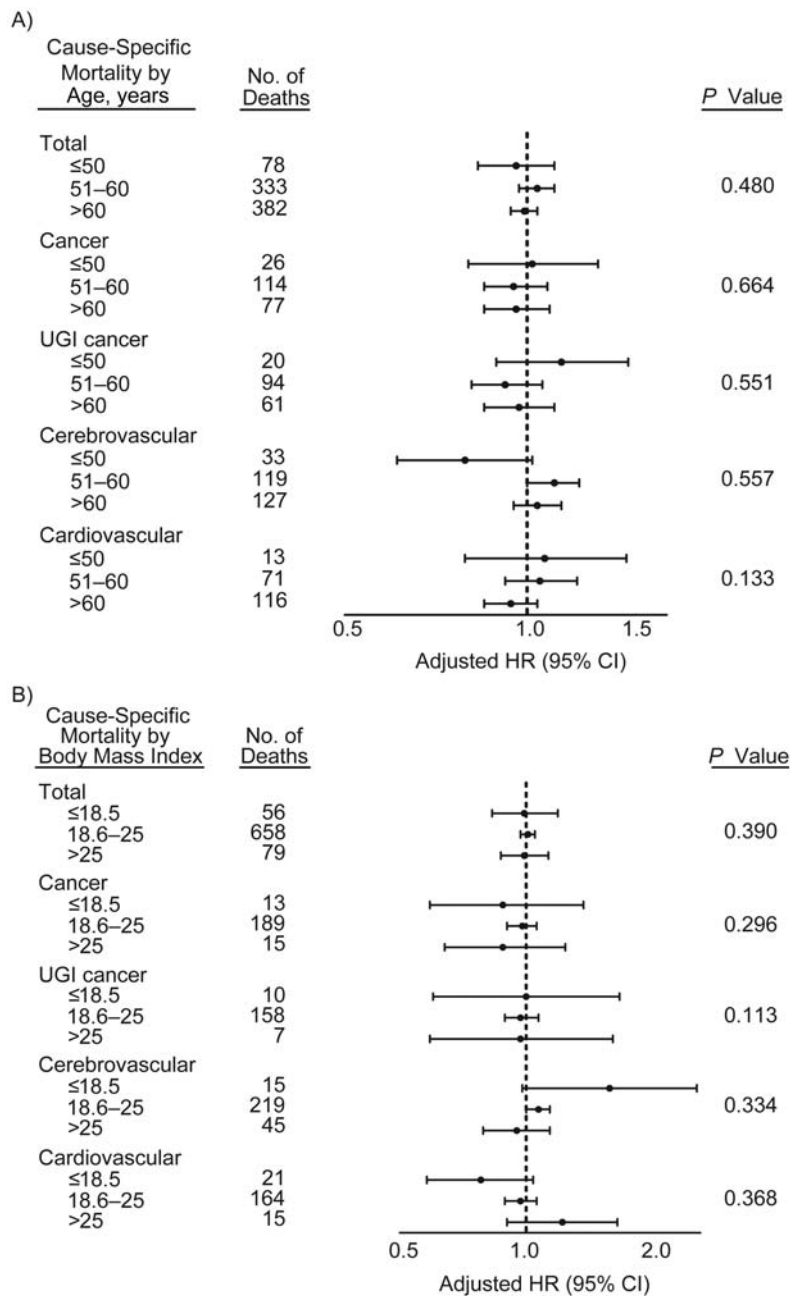 A)
Cause-Specific
Mortality by
Age, years
No. of
Deaths
P Value
Total
≤50 78
51–60 333 0.480
>60 382
Cancer
≤50 26
51–60 114 0.664
>60 77
UGI cancer
≤50 20
51–60 94 0.551
>60 61
Cerebrovascular
≤50 33
51–60 119 0.557
>60 127
Cardiovascular
≤50 13
51–60 71 0.133
>60 116
0.5 1.0 1.5
Adjusted HR (95% CI)
B)
Cause-Specific
Mortality by
Body Mass Index
No. of
Deaths
P Value
Total
≤18.5 56
18.6–25 658 0.390
>25 79
Cancer
≤18.5 13
18.6–25 189 0.296
>25 15
UGI cancer
≤18.5 10
18.6–25 158 0.113
>25 7
Cerebrovascular
≤18.5 15
18.6–25 219 0.334
>25 45
Cardiovascular
≤18.5 21
18.6–25 164 0.368
>25 15
0.5 1.0 2.0
Adjusted HR (95% CI)